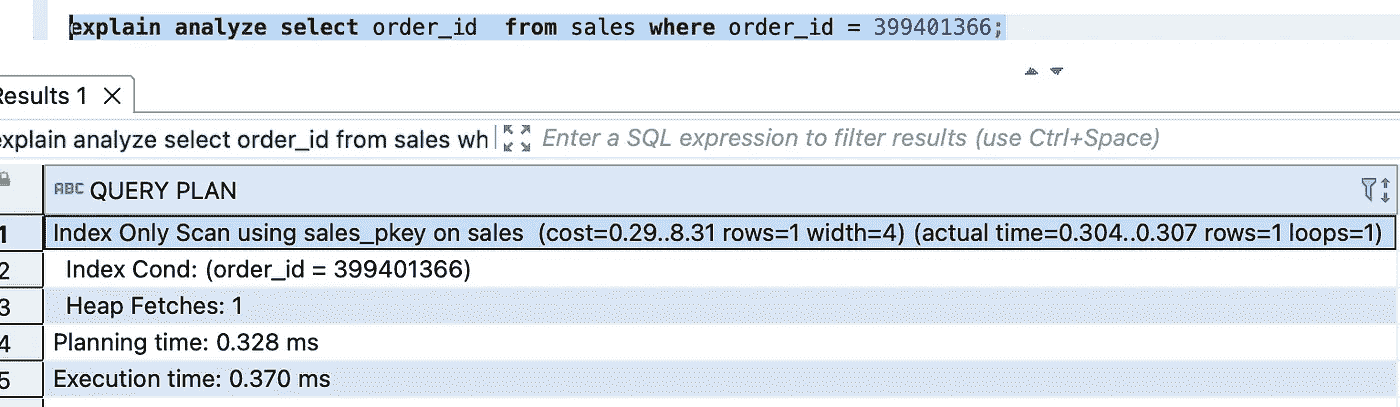 explain analyze select order_id  from sales where order_id = 399401366;
Results 1
explain analyze select order_id from sales wh Enter a SQL expression to filter results (use Ctrl+Space)
ABC QUERY PLAN
1 Index Only Scan using sales_pkey on sales  (cost=0.29..8.31 rows=1 width=4) (actual time=0.304..0.307 rows=1 loops=1)
2 Index Cond: (order_id = 399401366)
3 Heap Fetches: 1
4 Planning time: 0.328 ms
5 Execution time: 0.370 ms